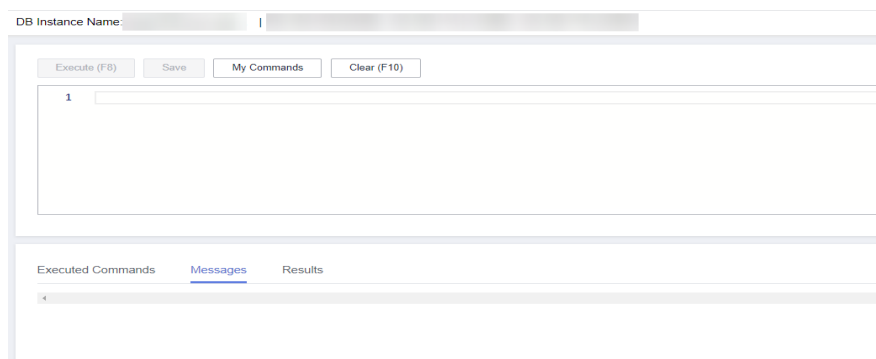 DB Instance Name: |
Execute (F8) Save My Commands Clear (F10)
1
Executed Commands Messages Results